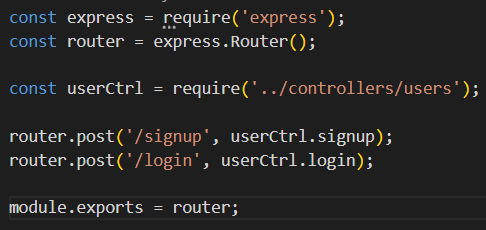 const express = require('express');
const router = express.Router();
const userCtrl = require('../controllers/users');
router.post('/signup', userCtrl.signup);
router.post('/login', userCtrl.login);
module.exports = router;